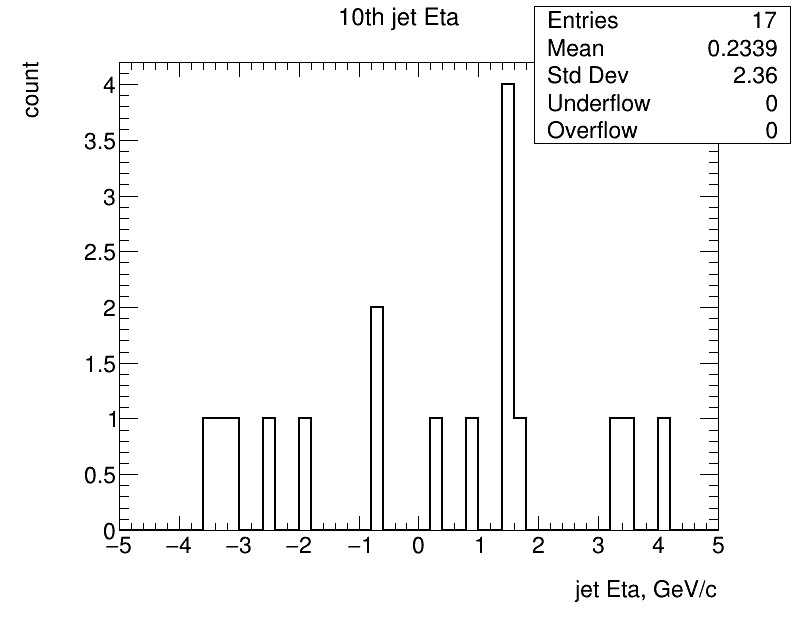 10th jet Eta
Entries 17
Mean 0.2339
Std Dev 2.36
Underflow 0
Overflow 0
count
4
3.5
3
2.5
2
1.5
1
0.5
0
−5 −4 −3 −2 −1 0 1 2 3 4 5
jet Eta, GeV/c